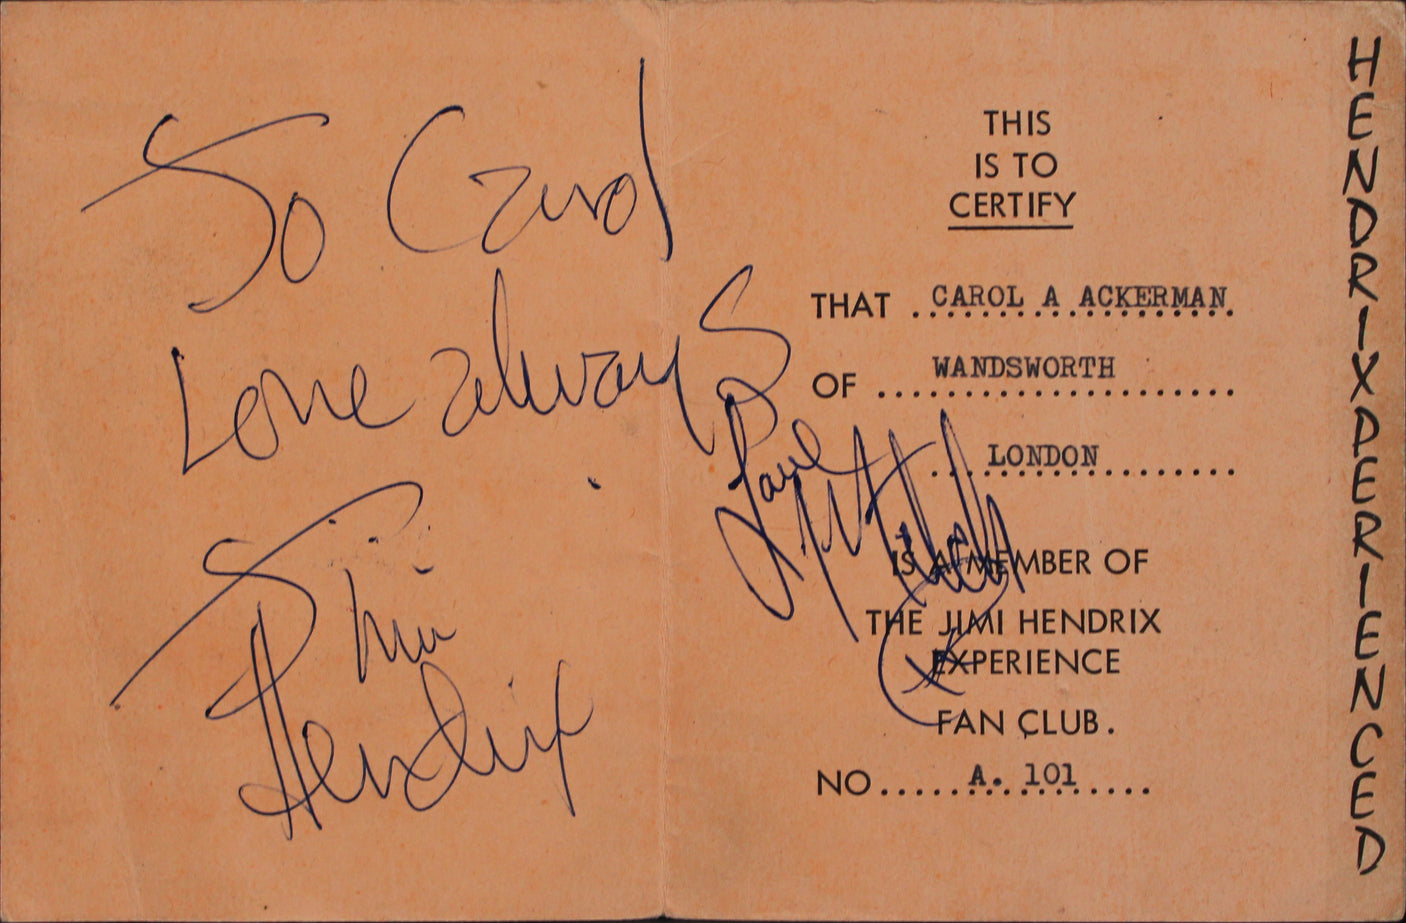 To Carol
Love always
Jimi
Hendrix
THIS
IS TO
CERTIFY
THAT CAROL A ACKERMAN
OF WANDSWORTH
LONDON
Love
Mitchell
IS A MEMBER OF
THE JIMI HENDRIX
EXPERIENCE
FAN CLUB.
NO A. 101
HENDRIXPERIENCED